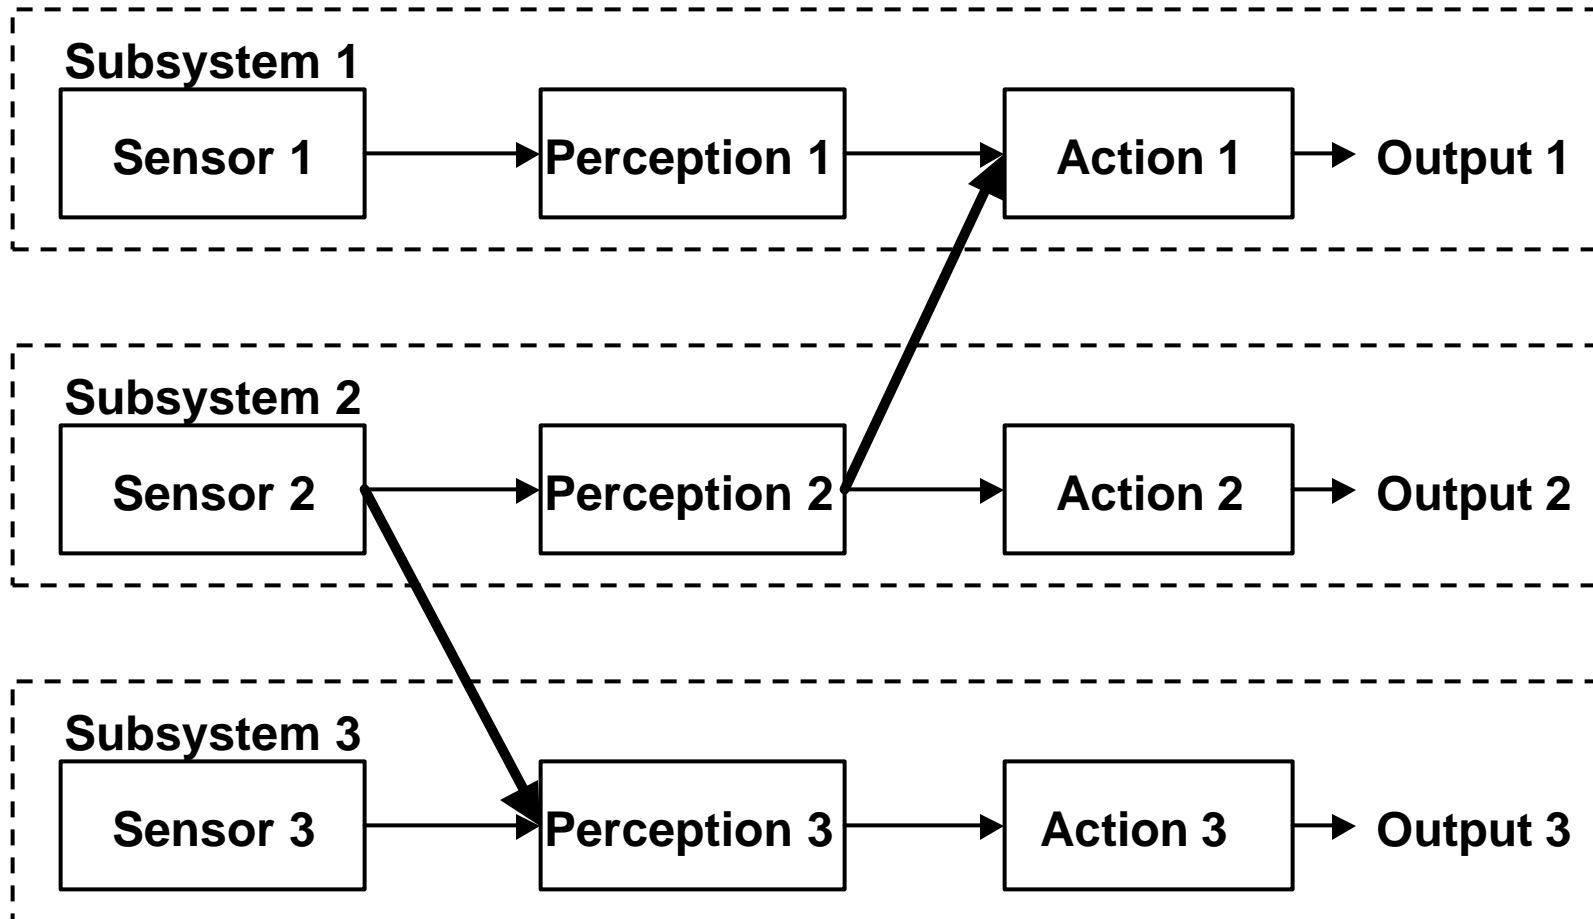 Subsystem 1
Sensor 1
Perception 1
Action 1
Output 1
Subsystem 2
Sensor 2
Perception 2
Action 2
Output 2
Subsystem 3
Sensor 3
Perception 3
Action 3
Output 3